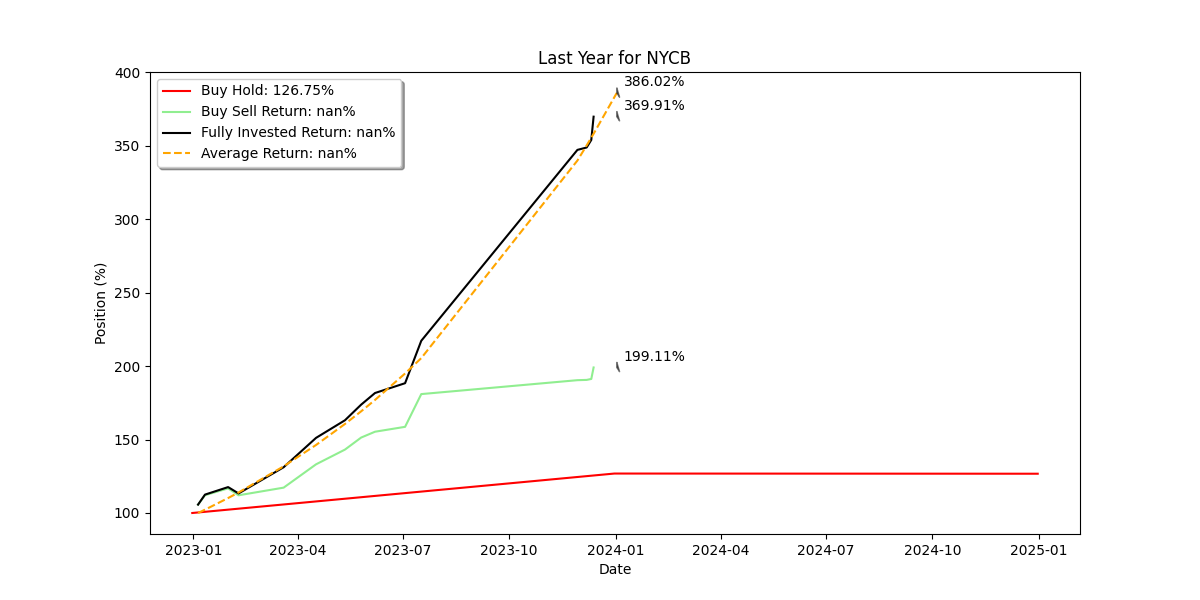 Last Year for NYCB
400
350
300
250
200
150
100
Position (%)
Buy Hold: 126.75%
Buy Sell Return: nan%
Fully Invested Return: nan%
Average Return: nan%
386.02%
369.91%
199.11%
2023-01
2023-04
2023-07
2023-10
2024-01
2024-04
2024-07
2024-10
2025-01
Date